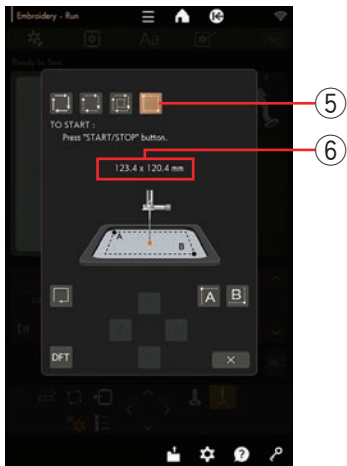 Embroidery - Run
Aa
Ready to Sew
TO START :
Press "START/STOP" button.
⑤
⑥
123.4 x 120.4 mm
A
B
A B
DFT
×